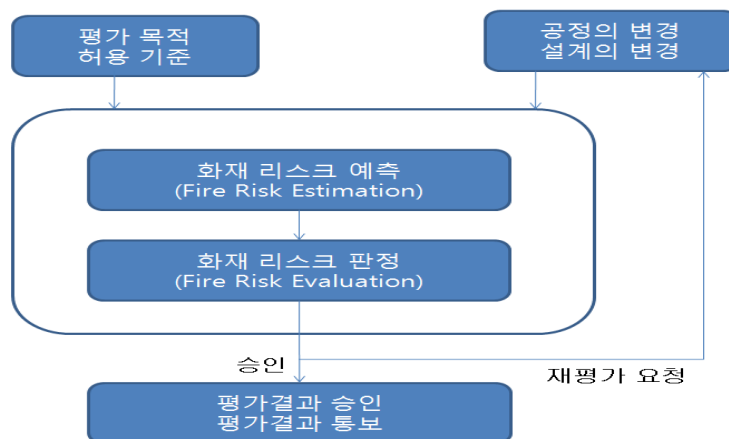 평가 목적
허용 기준
공정의 변경
설계의 변경
화재 리스크 예측
(Fire Risk Estimation)
화재 리스크 판정
(Fire Risk Evaluation)
승인
재평가 요청
평가결과 승인
평가결과 통보